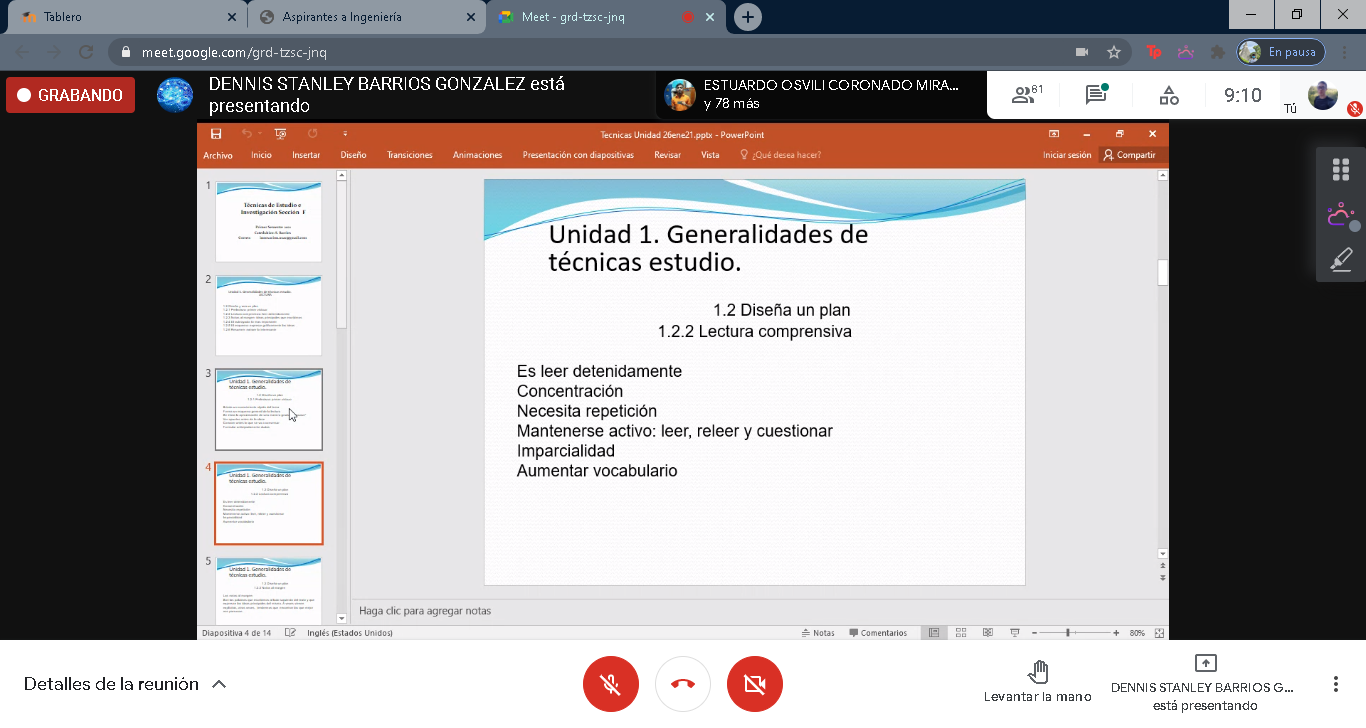 Tablero
Aspirantes a Ingeniería
Meet - grd-tzsc-jnq
meet.google.com/grd-tzsc-jnq
Tp
En pausa
GRABANDO
DENNIS STANLEY BARRIOS GONZALEZ está
presentando
ESTUARDO OSVILI CORONADO MIRA...
y 78 más
61
9:10
Tú
Tecnicas Unidad 26ene21.pptx - PowerPoint
Archivo Inicio Insertar Diseño Transiciones Animaciones Presentación con diapositivas Revisar Vista ¿Qué desea hacer? Iniciar sesión Compartir
1
Técnicas de Estudio e
Investigación Sección F
2
3
Unidad 1. Generalidades de
técnicas estudio.
4
Unidad 1. Generalidades de
técnicas estudio.
5
Unidad 1. Generalidades de
técnicas estudio.
Unidad 1. Generalidades de
técnicas estudio.
1.2 Diseña un plan
1.2.2 Lectura comprensiva
Es leer detenidamente
Concentración
Necesita repetición
Mantenerse activo: leer, releer y cuestionar
Imparcialidad
Aumentar vocabulario
Haga clic para agregar notas
Diapositiva 4 de 14 Inglés (Estados Unidos) Notas Comentarios 80%
Detalles de la reunión
Levantar la mano
DENNIS STANLEY BARRIOS G...
está presentando